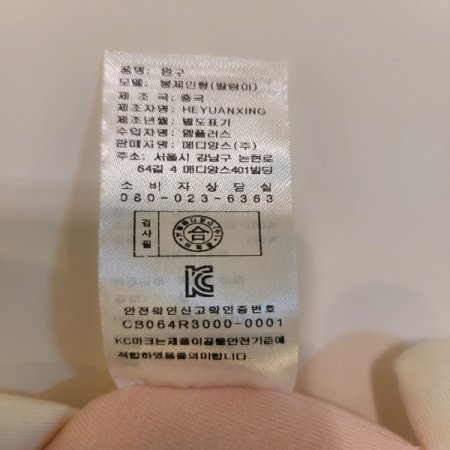 품명: 완구
모델: 봉제인형(딸랑이)
제 조 국: 중국
제조자명: HEYUANXING
제조년월: 별도표기
수입자명: 엠플러스
판매자명: 메디앙스(주)
주소: 서울시 강남구 논현로
64길 4 메디앙스401빌딩
소 비 자 상 담 실
080-023-6363
검사필 合
KC
안전확인신고확인증번호
CB064R3000-0001
KC마크는제품이공통안전기준에
적합하였음을의미합니다.